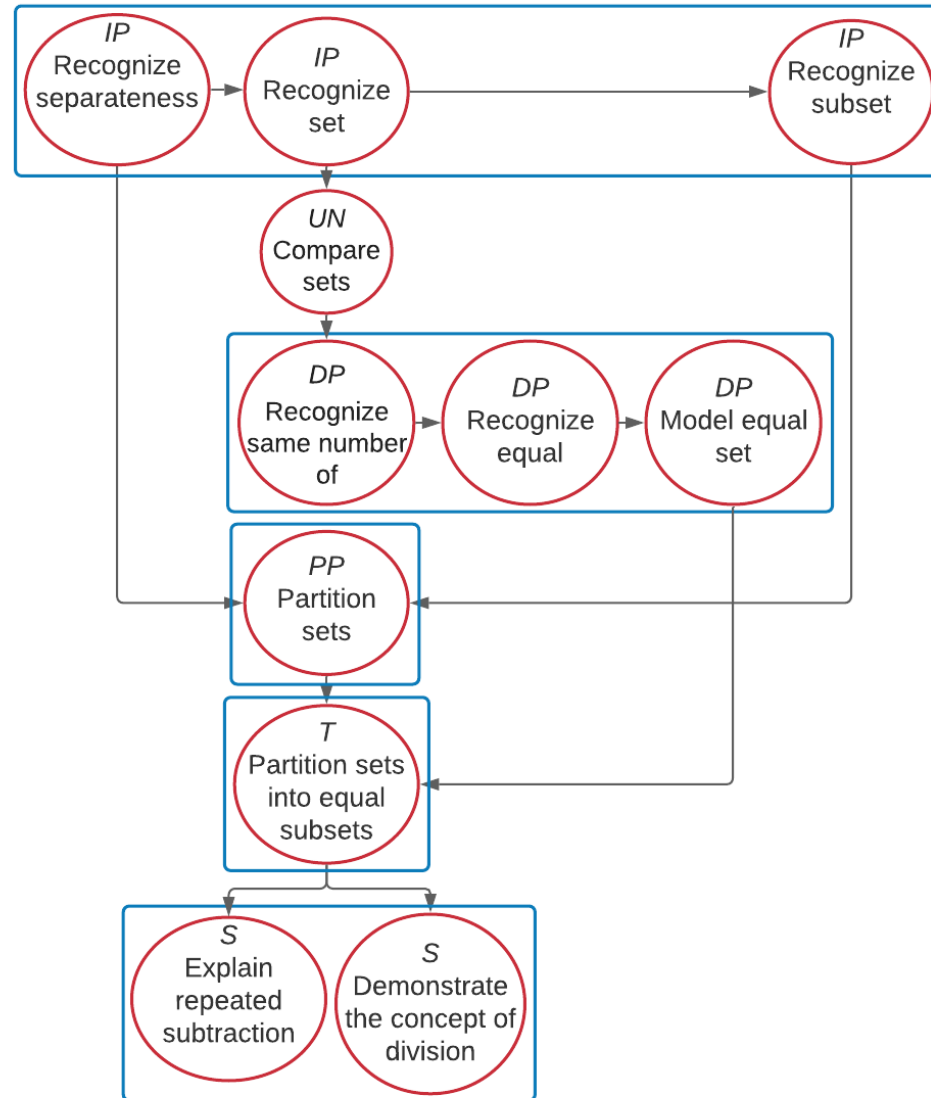 IP
Recognize
separateness
IP
Recognize
set
IP
Recognize
subset
UN
Compare
sets
DP
Recognize
same number
of
DP
Recognize
equal
DP
Model equal
set
PP
Partition
sets
T
Partition sets
into equal
subsets
S
Explain
repeated
subtraction
S
Demonstrate
the concept of
division